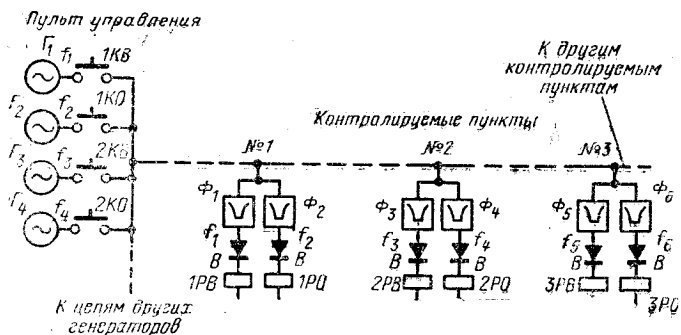 Пульт управления
Г1 f1 1КВ
Г2 f2 1КО
Г3 f3 2КВ
Г4 f4 2КО
К цепям других
генераторов
К другим
контролируемым
пунктам
Контролируемые пункты
№1 №2 №3
Ф1 Ф2 Ф3 Ф4 Ф5 Ф6
f1 f2 f3 f4 f5 f6
В В В В В В
1РВ 1РО 2РВ 2РО 3РВ 3РО